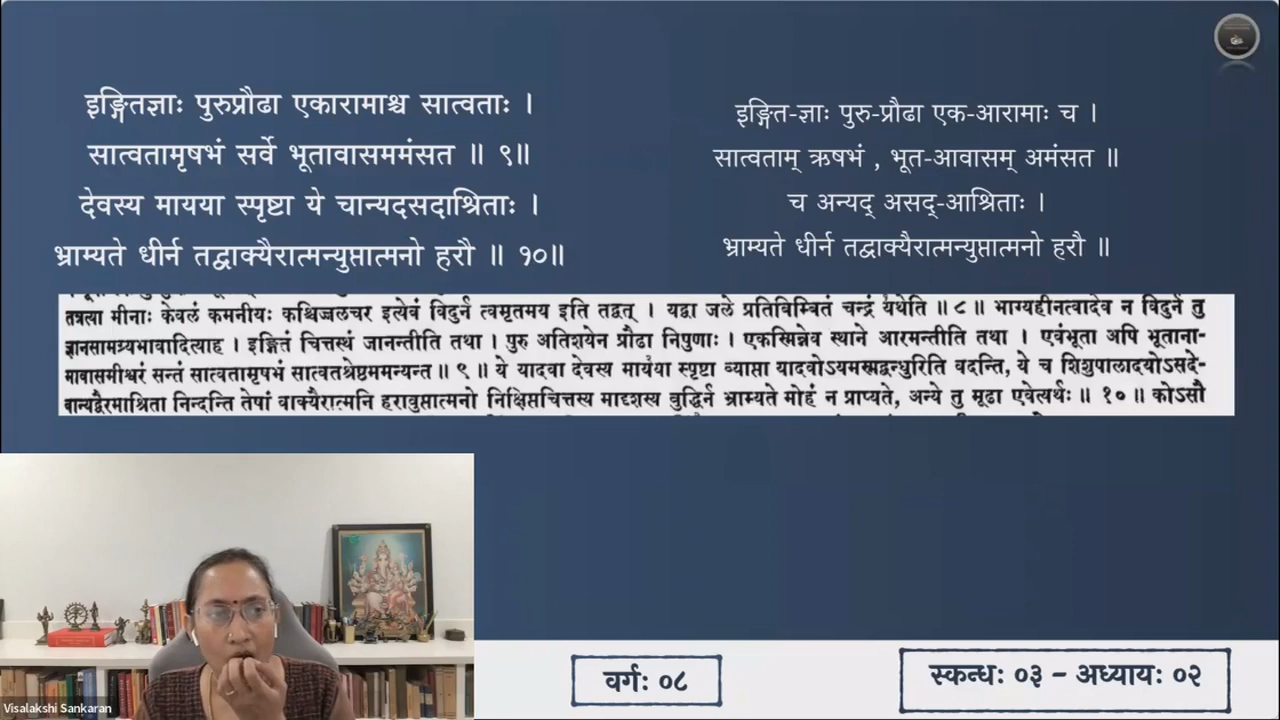 इङ्गितज्ञाः पुरुप्रौढा एकारामाश्च सात्वताः ।
सात्वतामृषभं सर्वे भूतावासममंसत ॥ ९॥
देवस्य मायया स्पृष्टा ये चान्यदसदाश्रिताः ।
भ्राम्यते धीर्न तद्वाक्यैरात्मन्युप्तात्मनो हरौ ॥ १०॥
इङ्गित-ज्ञाः पुरु-प्रौढा एक-आरामाः च ।
सात्वताम् ऋषभं , भूत-आवासम् अमंसत ॥
च अन्यद् असद्-आश्रिताः ।
भ्राम्यते धीर्न तद्वाक्यैरात्मन्युप्तात्मनो हरौ ॥
तन्नत्या मीनाः केवलं कमनीयः कश्चिज्जलचर इत्येवं विदुर्न त्वमृतमय इति तद्वत् । यद्वा जले प्रतिबिम्बितं चन्द्रं यथेति ॥ ८ ॥ भाग्यहीनत्वादेव न विदुर्न तु
ज्ञानसामग्र्यभावादित्याह । इङ्गितं चित्तस्थं जानन्तीति तथा । पुरु अतिशयेन प्रौढा निपुणाः । एकस्मिन्नेव स्थाने आरमन्तीति तथा । एवंभूता अपि भूताना-
मावासमीश्वरं सन्तं सात्वतामृषभं सात्वतश्रेष्ठममन्यन्त ॥ ९ ॥ ये यादवा देवस्य मायया स्पृष्टा व्याप्ता यादवोऽयमस्मद्बन्धुरिति वदन्ति, ये च शिशुपालादयोऽसदे-
वान्यद्वैरमाश्रिता निन्दन्ति तेषां वाक्यैरात्मनि हरावुप्तात्मनो निक्षिप्तचित्तस्य मादृशस्य बुद्धिर्न भ्राम्यते मोहं न प्राप्यते, अन्ये तु मूढा एवेत्यर्थः ॥ १० ॥ कोऽसौ
Visalakshi Sankaran
वर्गः ०८
स्कन्धः ०३ - अध्यायः ०२